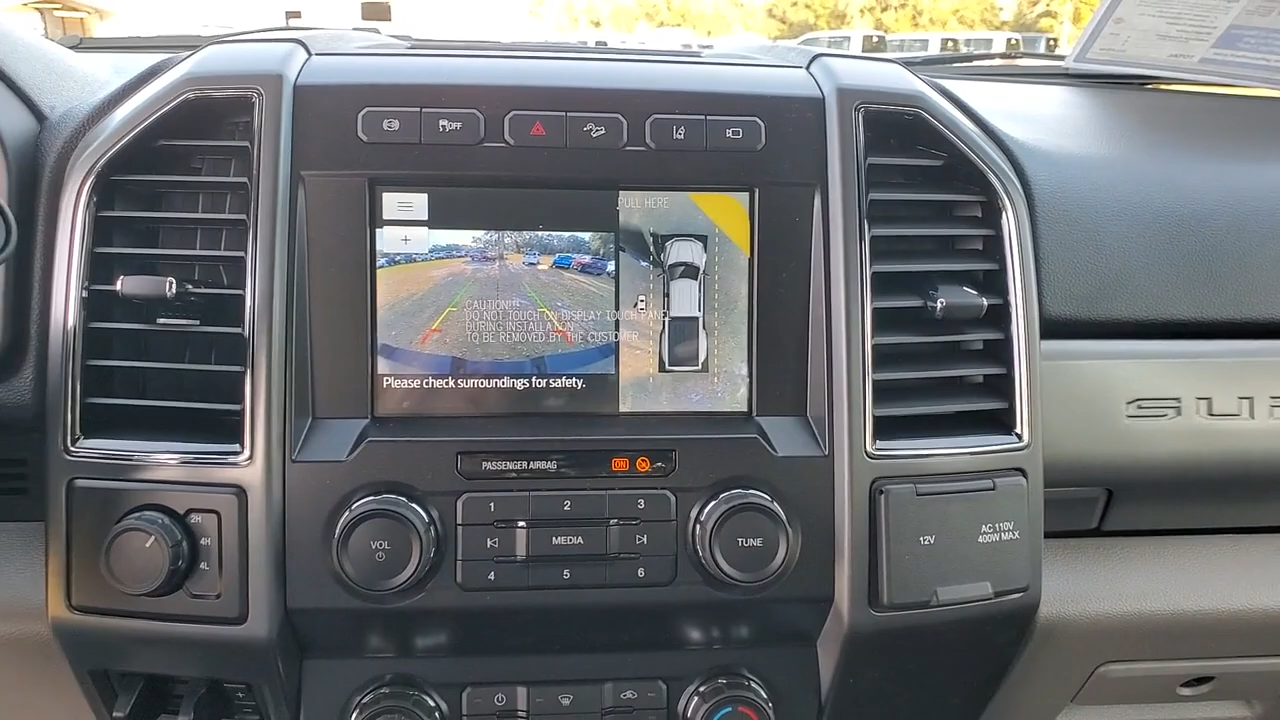 OFF
PULL HERE
CAUTION!!!
DO NOT TOUCH ON DISPLAY TOUCH PANEL
DURING INSTALLATION
TO BE REMOVED BY THE CUSTOMER
Please check surroundings for safety.
PASSENGER AIRBAG
ON
1 2 3
VOL
MEDIA
TUNE
4 5 6
2H
4H
4L
12V
AC 110V
400W MAX
SU